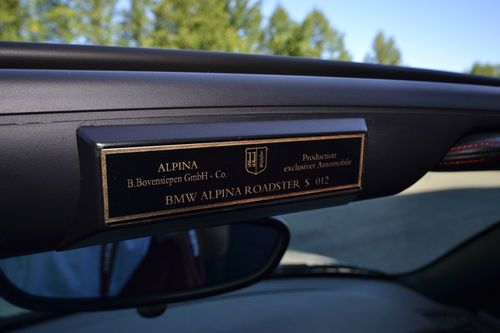 ALPINA
B.Bovensiepen GmbH - Co.
Production
exclusiver Automobile
BMW ALPINA ROADSTER S 012